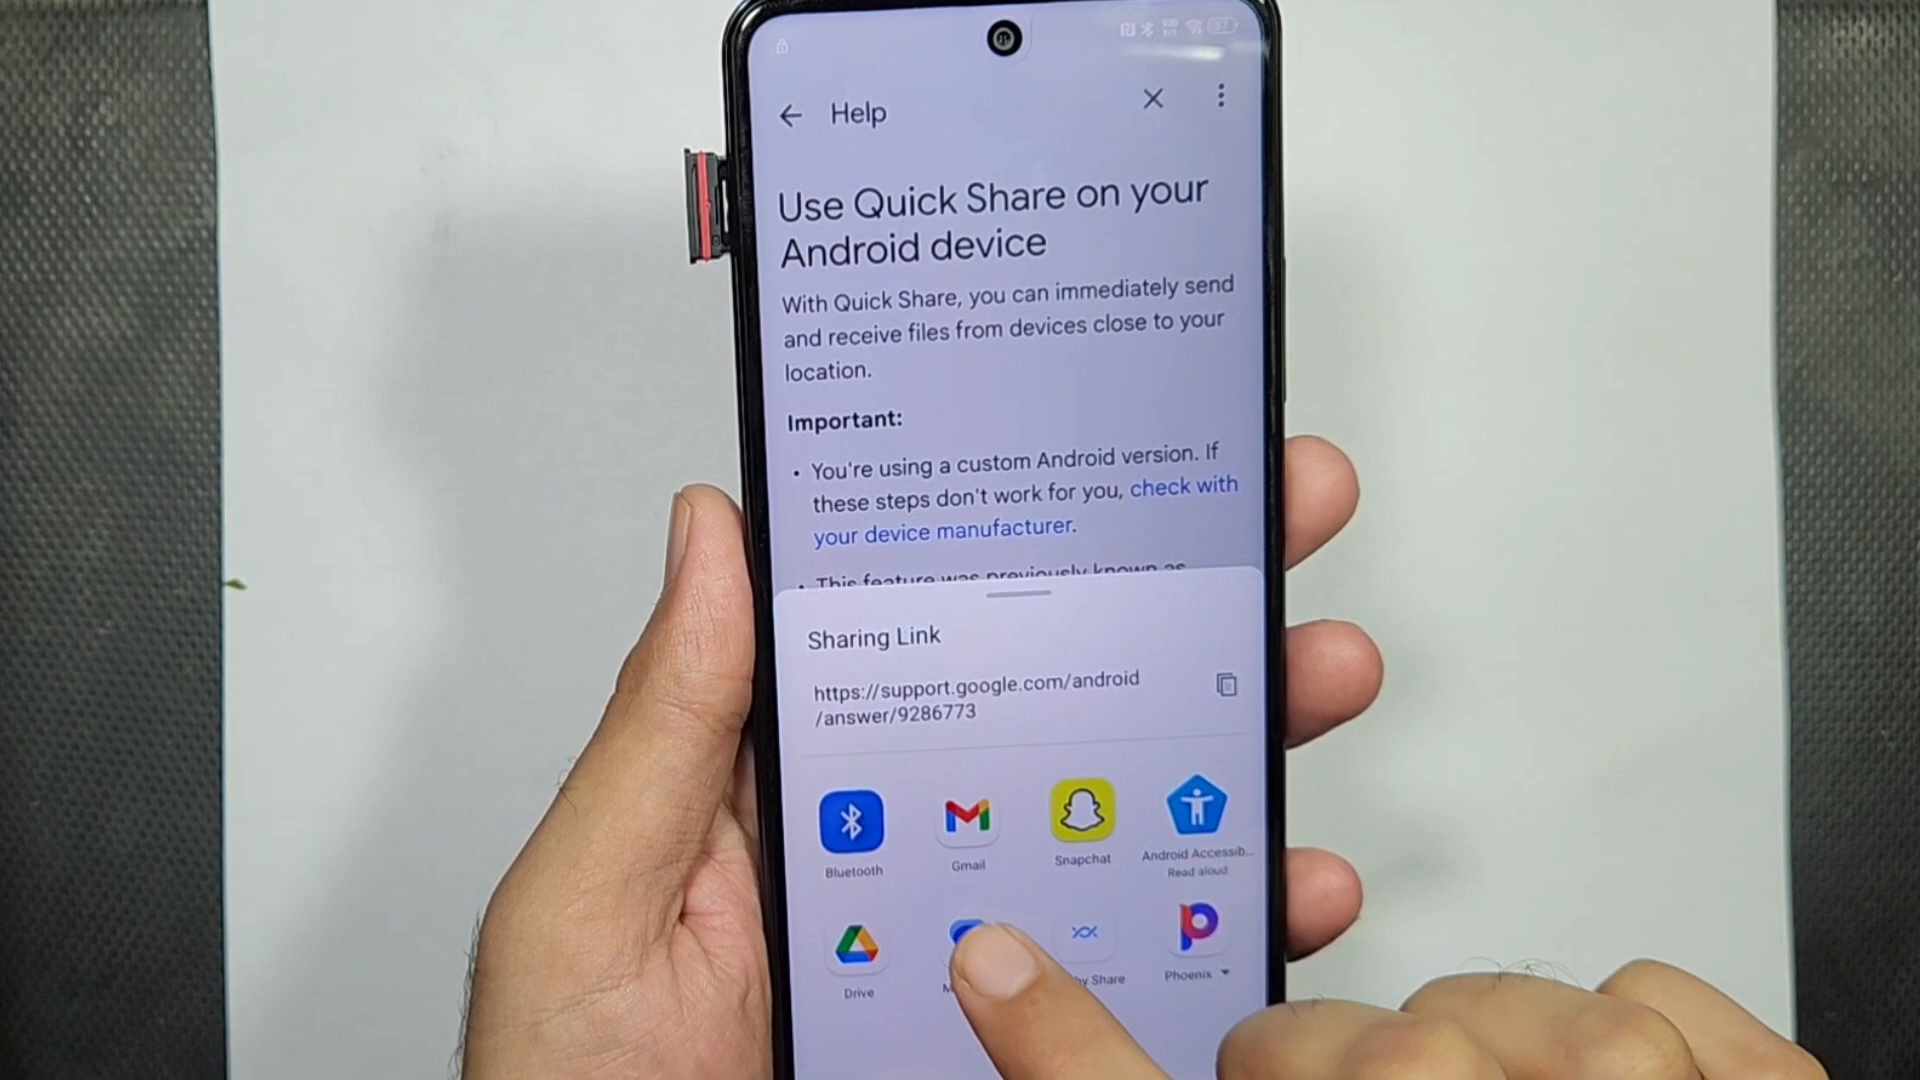 37
Help
Use Quick Share on your
Android device
With Quick Share, you can immediately send
and receive files from devices close to your
location.
Important:
• You're using a custom Android version. If
these steps don't work for you, check with
your device manufacturer.
• This feature was previously known as
Sharing Link
https://support.google.com/android
/answer/9286773
Bluetooth
Gmail
Snapchat
Android Accessib...
Read aloud
Drive
Share
Phoenix